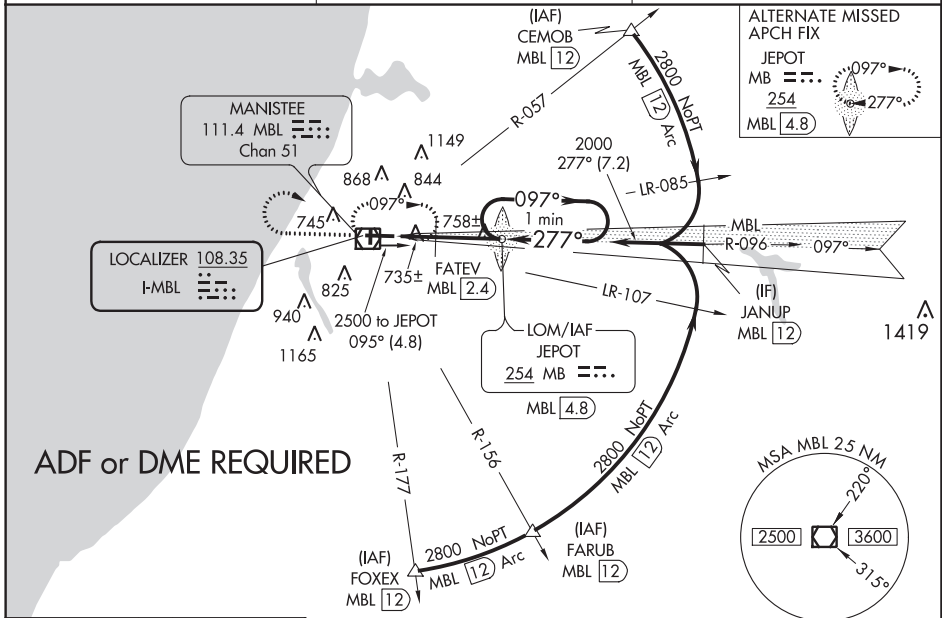 (IAF)
CEMOB
MBL 12
2800 NoPT
MBL 12 Arc
R-057
ALTERNATE MISSED
APCH FIX
JEPOT
MB
254
MBL 4.8
097°
277°
MANISTEE
111.4 MBL
Chan 51
1149
868
844
2000
277° (7.2)
LR-085
097°
745
758±
097°
1 min
277°
MBL
R-096
097°
LOCALIZER 108.35
I-MBL
735±
FATEV
MBL 2.4
825
940
1165
2500 to JEPOT
095° (4.8)
LR-107
(IF)
JANUP
MBL 12
1419
LOM/IAF
JEPOT
254 MB
MBL 4.8
ADF or DME REQUIRED
R-177
R-156
2800 NoPT
MBL 12 Arc
MSA MBL 25 NM
220°
2500
3600
315°
(IAF)
FOXEX
MBL 12
2800 NoPT
MBL 12 Arc
(IAF)
FARUB
MBL 12